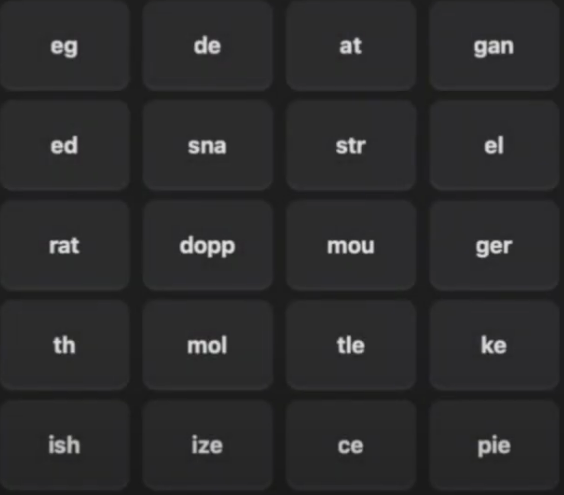 eg de at gan
ed sna str el
rat dopp mou ger
th mol tle ke
ish ize ce pie